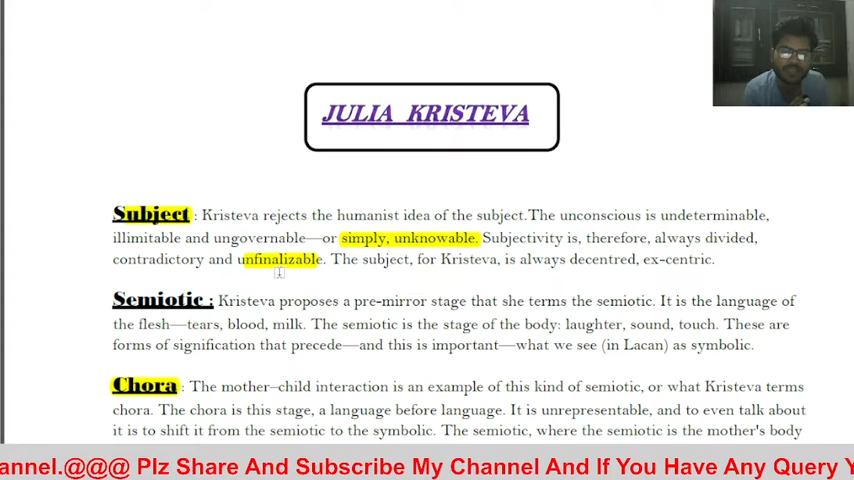 JULIA KRISTEVA
Subject : Kristeva rejects the humanist idea of the subject.The unconscious is undeterminable,
illimitable and ungovernable—or simply, unknowable. Subjectivity is, therefore, always divided,
contradictory and unfinalizable. The subject, for Kristeva, is always decentred, ex-centric.
Semiotic : Kristeva proposes a pre-mirror stage that she terms the semiotic. It is the language of
the flesh—tears, blood, milk. The semiotic is the stage of the body: laughter, sound, touch. These are
forms of signification that precede—and this is important—what we see (in Lacan) as symbolic.
Chora : The mother–child interaction is an example of this kind of semiotic, or what Kristeva terms
chora. The chora is this stage, a language before language. It is unrepresentable, and to even talk about
it is to shift it from the semiotic to the symbolic. The semiotic, where the semiotic is the mother's body
annel.@@@ Plz Share And Subscribe My Channel And If You Have Any Query Y